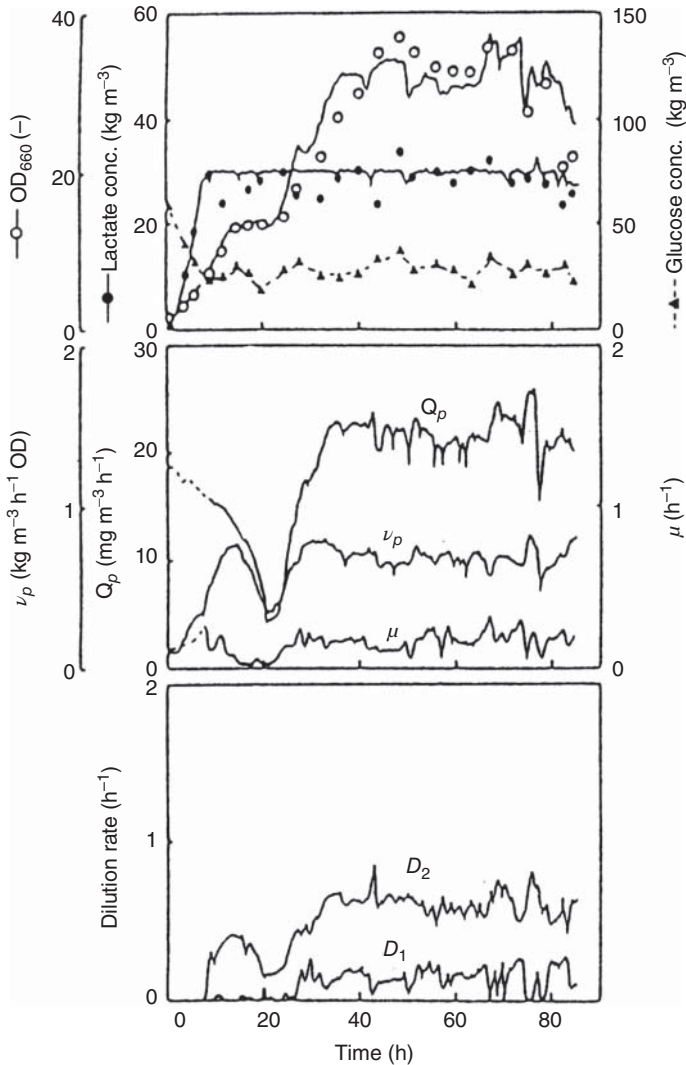 OD660 (–)
40
20
0
Lactate conc. (kg m–3)
60
40
20
0
150
100
50
0
Glucose conc. (kg m–3)
νp (kg m–3 h–1 OD)
2
1
0
Qp (mg m–3 h–1)
30
20
10
0
Qp
νp
μ
2
1
0
μ (h–1)
Dilution rate (h–1)
2
1
0
D2
D1
0 20 40 60 80
Time (h)